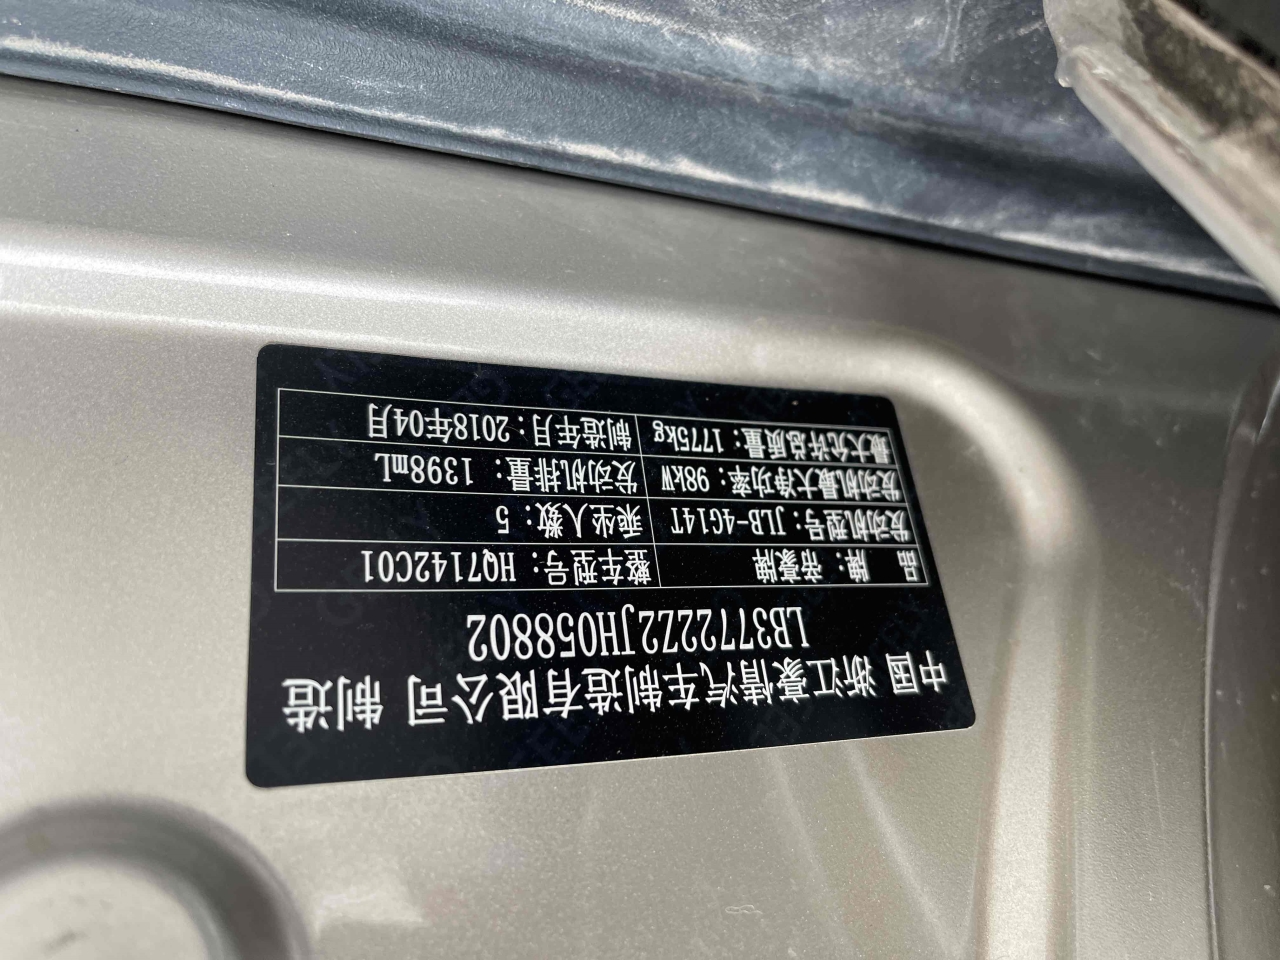 中国 浙江豪情汽车制造有限公司 制造
LB37722Z2JH058802
品 牌：帝豪牌 整车型号：HQ7142C01
发动机型号：JLB-4G14T 乘坐人数：5
发动机最大净功率：98kW 发动机排量：1398mL
最大允许总质量：1775kg 制造年月：2018年04月